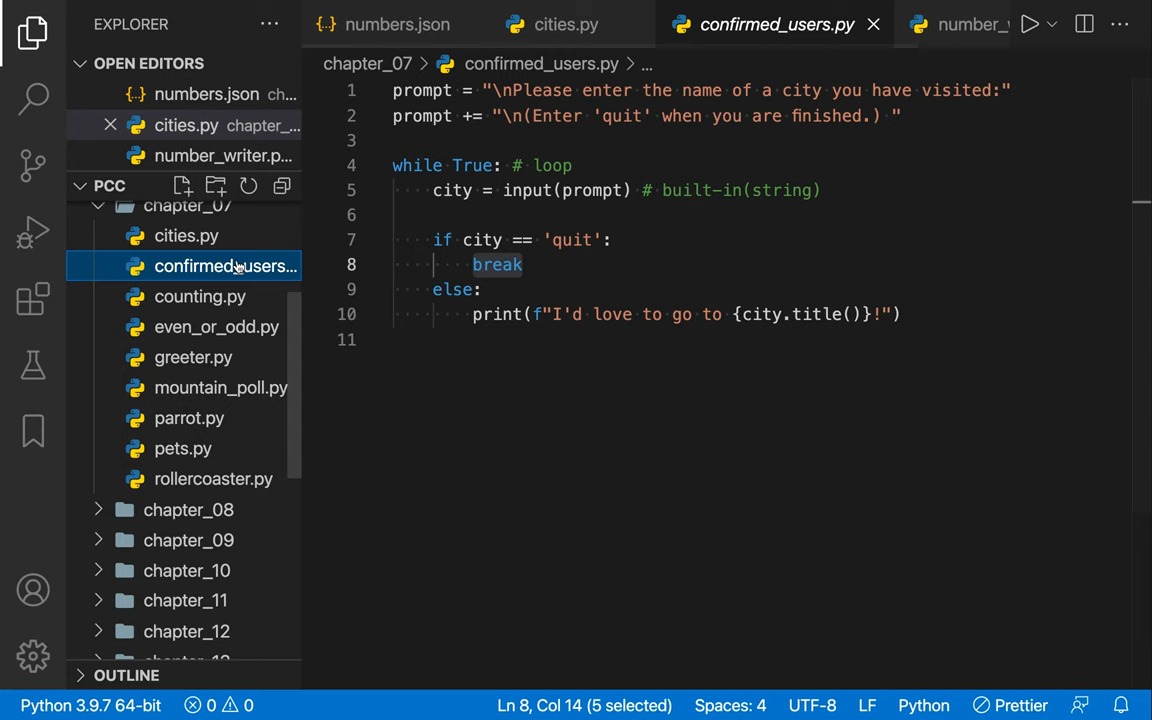 EXPLORER ...
{..} numbers.json cities.py confirmed_users.py number_
OPEN EDITORS
chapter_07 > confirmed_users.py > ...
{..} numbers.json ch...
cities.py chapter_...
number_writer.p...
PCC
chapter_07
cities.py
confirmed_users...
counting.py
even_or_odd.py
greeter.py
mountain_poll.py
parrot.py
pets.py
rollercoaster.py
chapter_08
chapter_09
chapter_10
chapter_11
chapter_12
OUTLINE
1 prompt = "\nPlease enter the name of a city you have visited:"
2 prompt += "\n(Enter 'quit' when you are finished.) "
3
4 while True: # loop
5 city = input(prompt) # built-in(string)
6
7 if city == 'quit':
8 break
9 else:
10 print(f"I'd love to go to {city.title()}!")
11
Python 3.9.7 64-bit 0 0 Ln 8, Col 14 (5 selected) Spaces: 4 UTF-8 LF Python Prettier